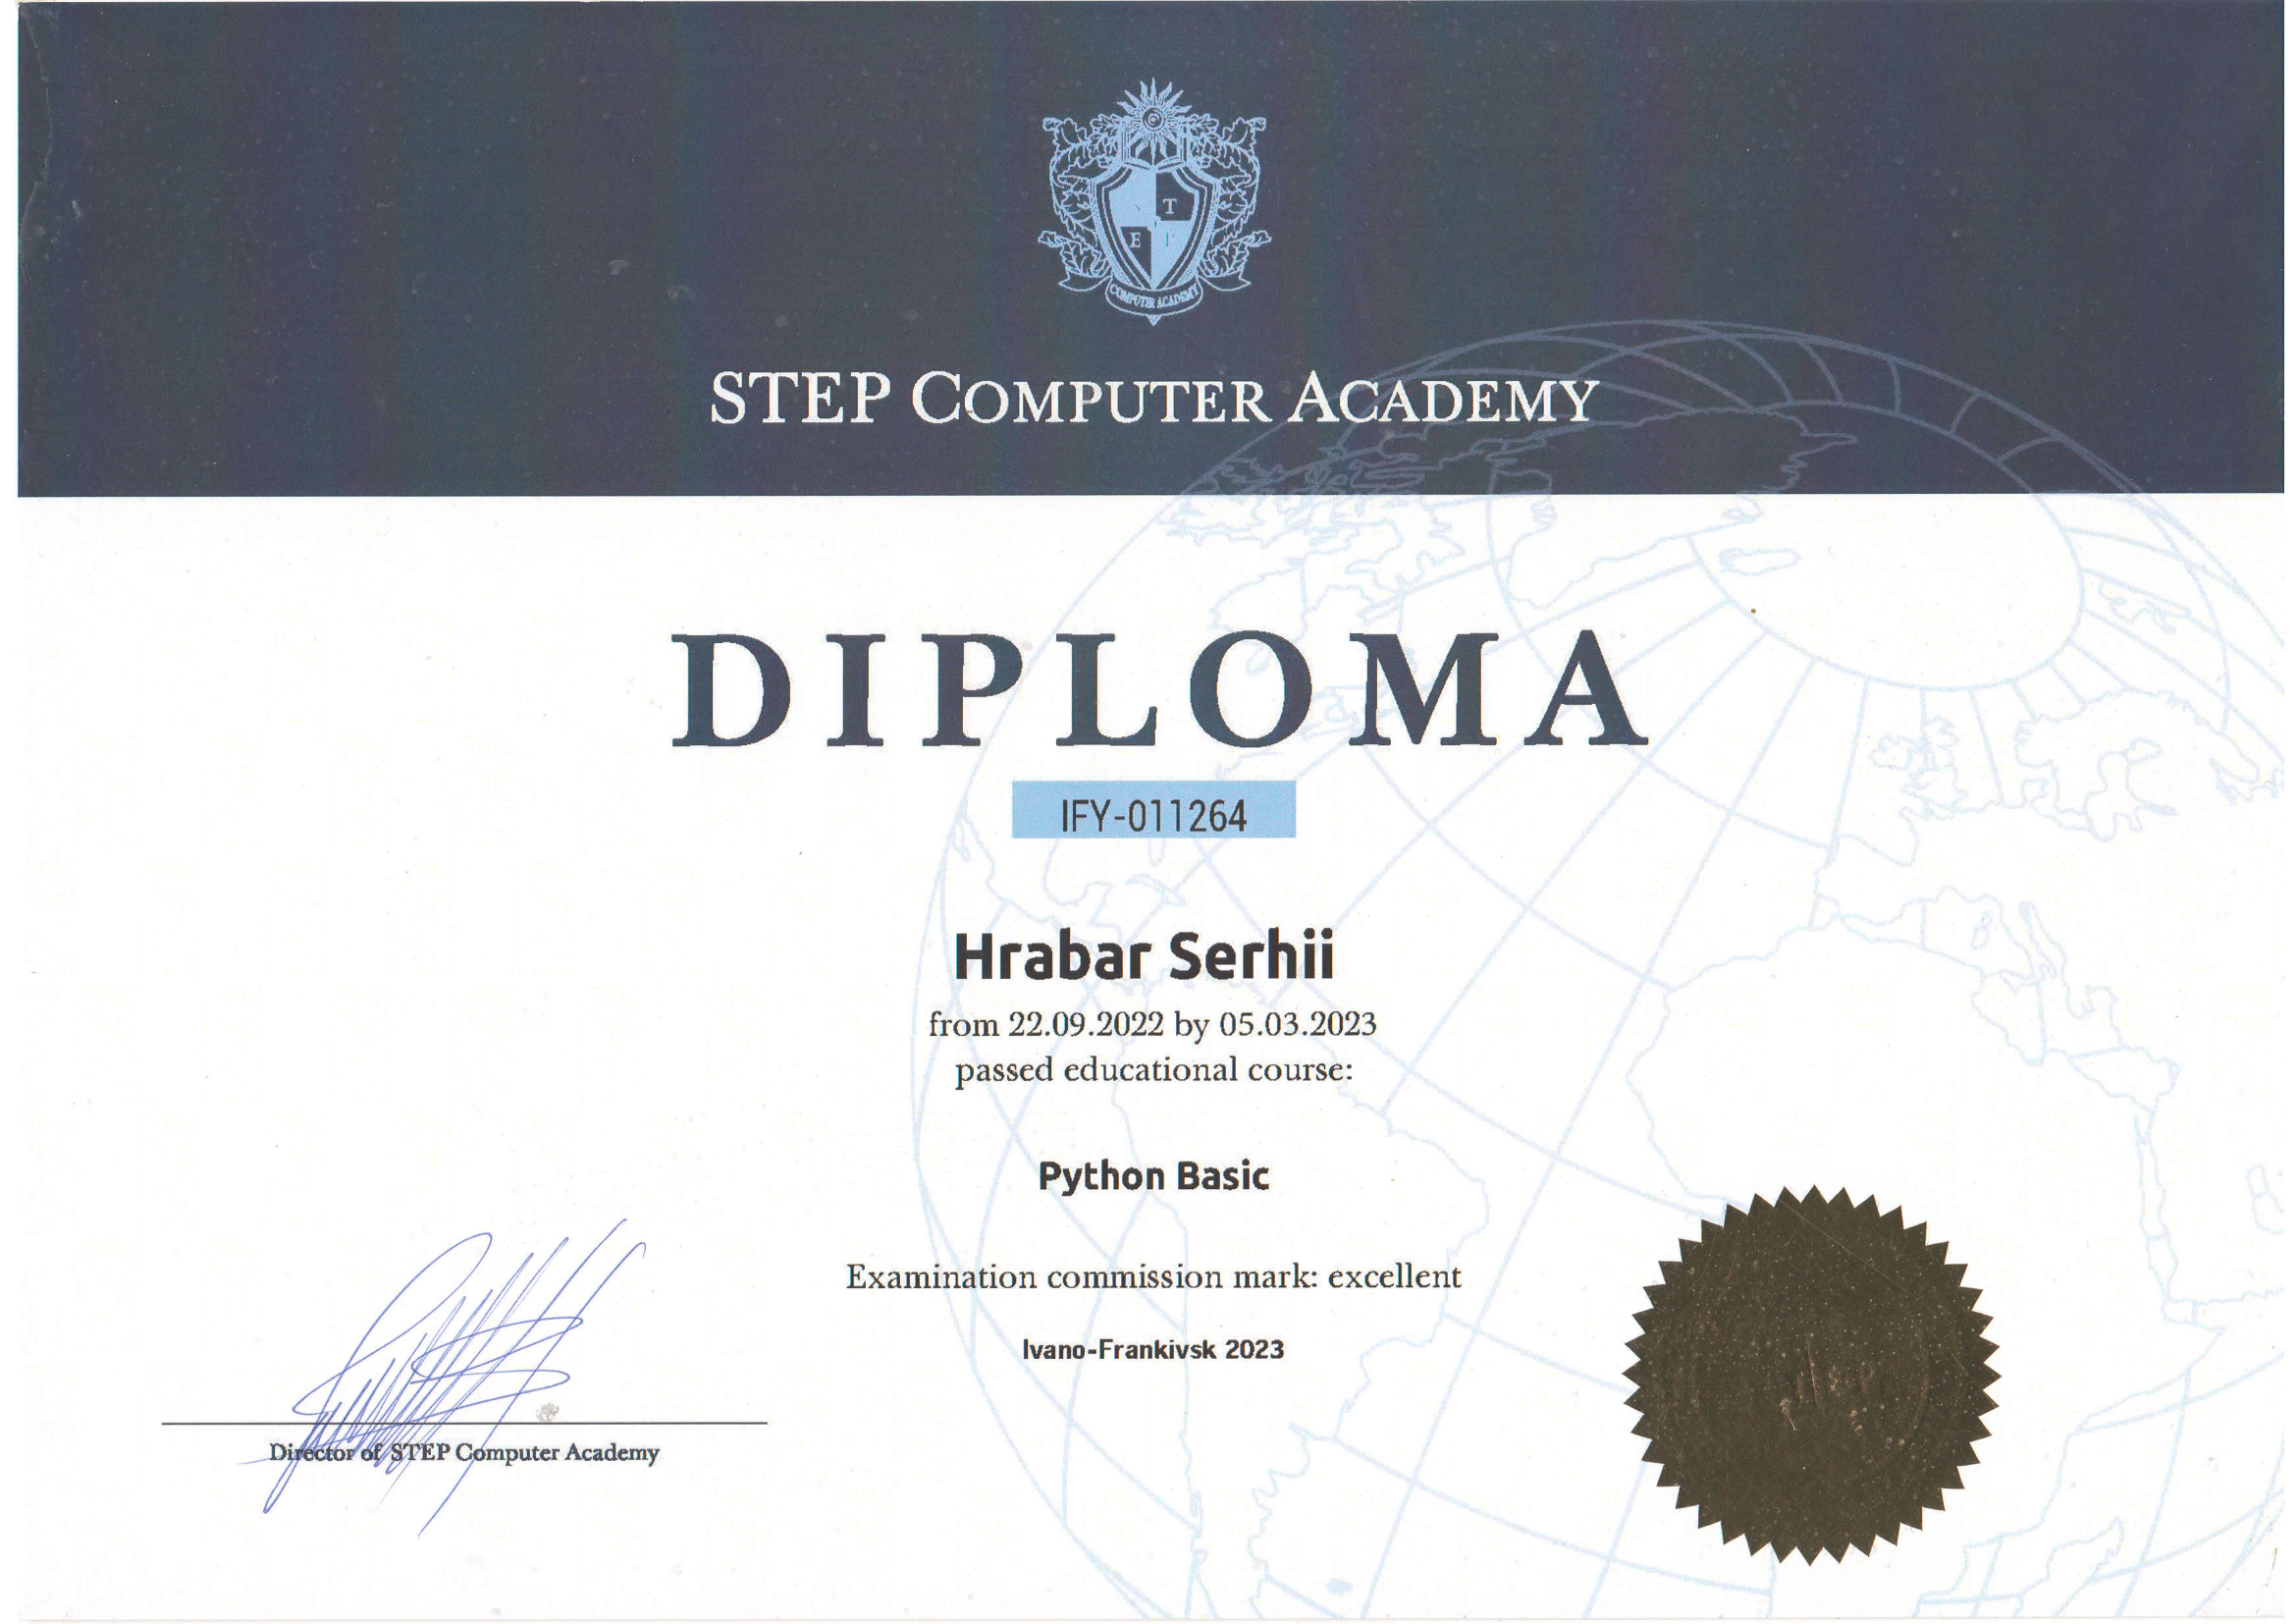 T
E
COMPUTER ACADEMY
STEP COMPUTER ACADEMY
DIPLOMA
IFY-011264
Hrabar Serhii
from 22.09.2022 by 05.03.2023
passed educational course:
Python Basic
Examination commission mark: excellent
Ivano-Frankivsk 2023
Director of STEP Computer Academy